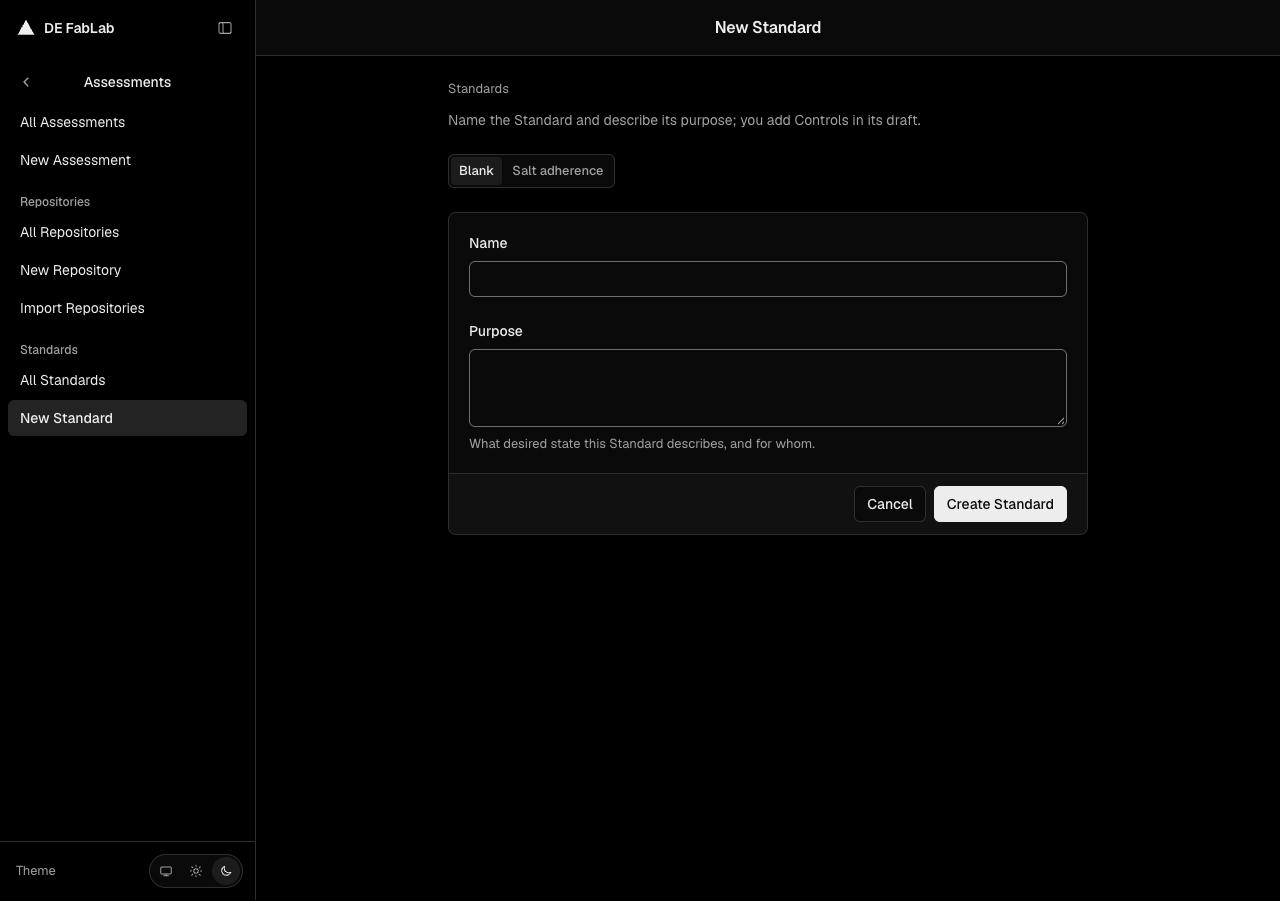 DE FabLab
Assessments
All Assessments
New Assessment
Repositories
All Repositories
New Repository
Import Repositories
Standards
All Standards
New Standard
Theme
New Standard
Standards
Name the Standard and describe its purpose; you add Controls in its draft.
Blank Salt adherence
Name
Purpose
What desired state this Standard describes, and for whom.
Cancel Create Standard